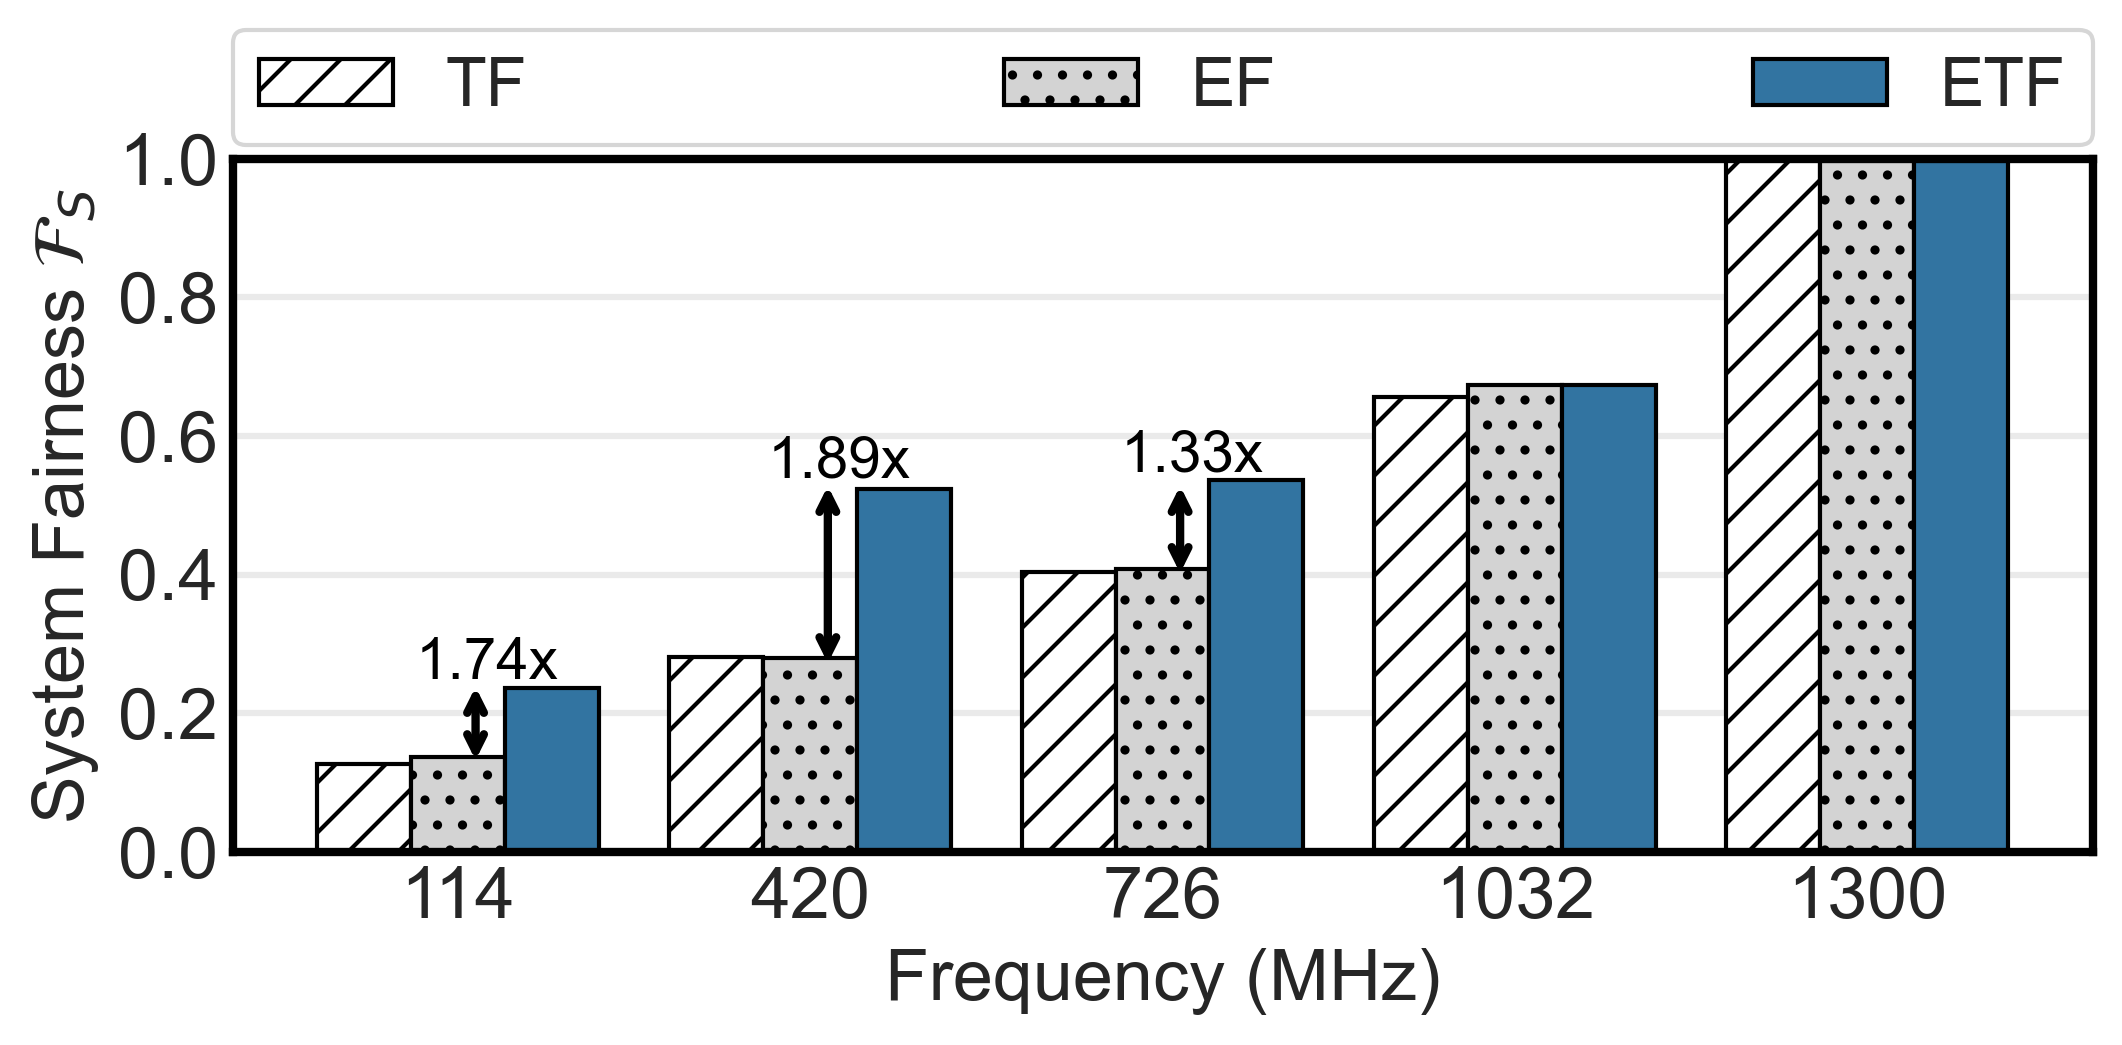 TF EF ETF
1.0
0.8
0.6
0.4
0.2
0.0
System Fairness ℱS
1.74x
1.89x
1.33x
114 420 726 1032 1300
Frequency (MHz)